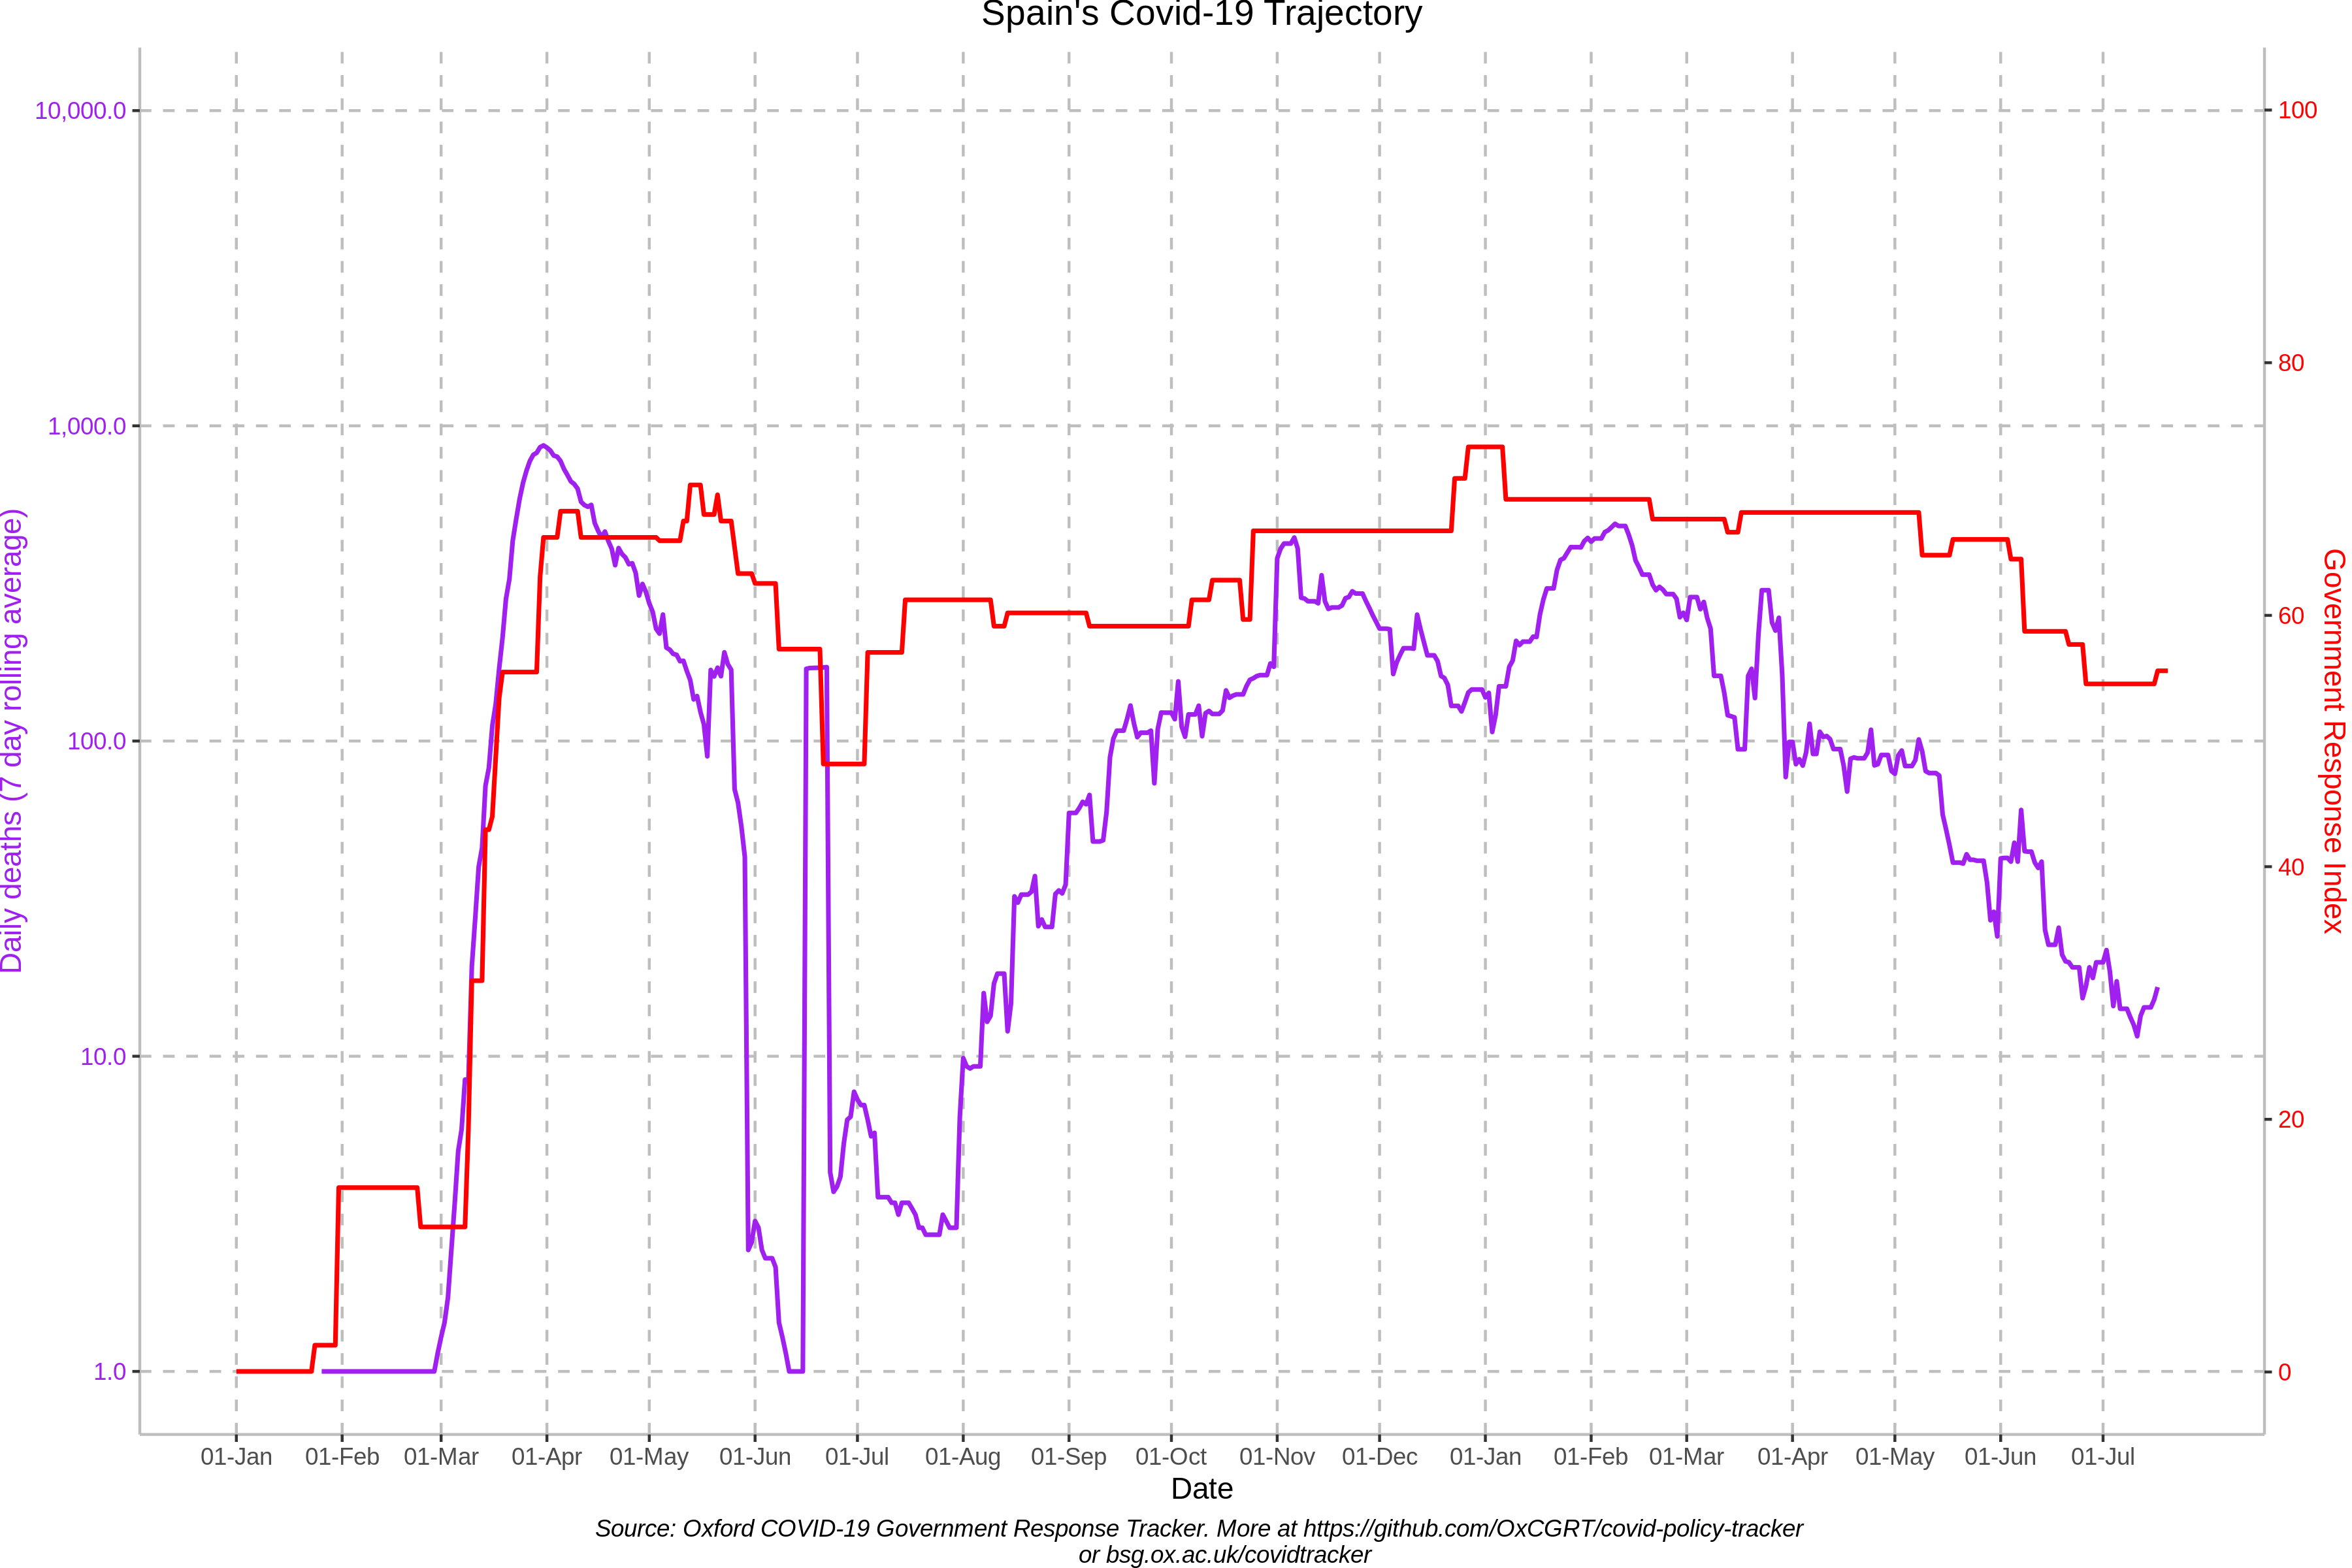 Spain's Covid-19 Trajectory
10,000.0
1,000.0
100.0
10.0
1.0
Daily deaths (7 day rolling average)
100
80
60
40
20
0
Government Response Index
01-Jan 01-Feb 01-Mar 01-Apr 01-May 01-Jun 01-Jul 01-Aug 01-Sep 01-Oct 01-Nov 01-Dec 01-Jan 01-Feb 01-Mar 01-Apr 01-May 01-Jun 01-Jul
Date
Source: Oxford COVID-19 Government Response Tracker. More at https://github.com/OxCGRT/covid-policy-tracker
or bsg.ox.ac.uk/covidtracker